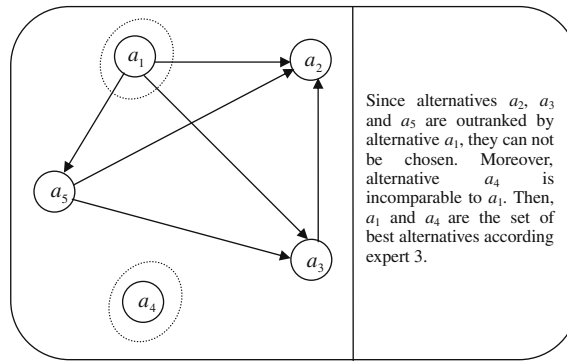 a1
a2
a5
a3
a4
Since alternatives a2, a3
and a5 are outranked by
alternative a1, they can not
be chosen. Moreover,
alternative a4 is
incomparable to a1. Then,
a1 and a4 are the set of
best alternatives according
expert 3.